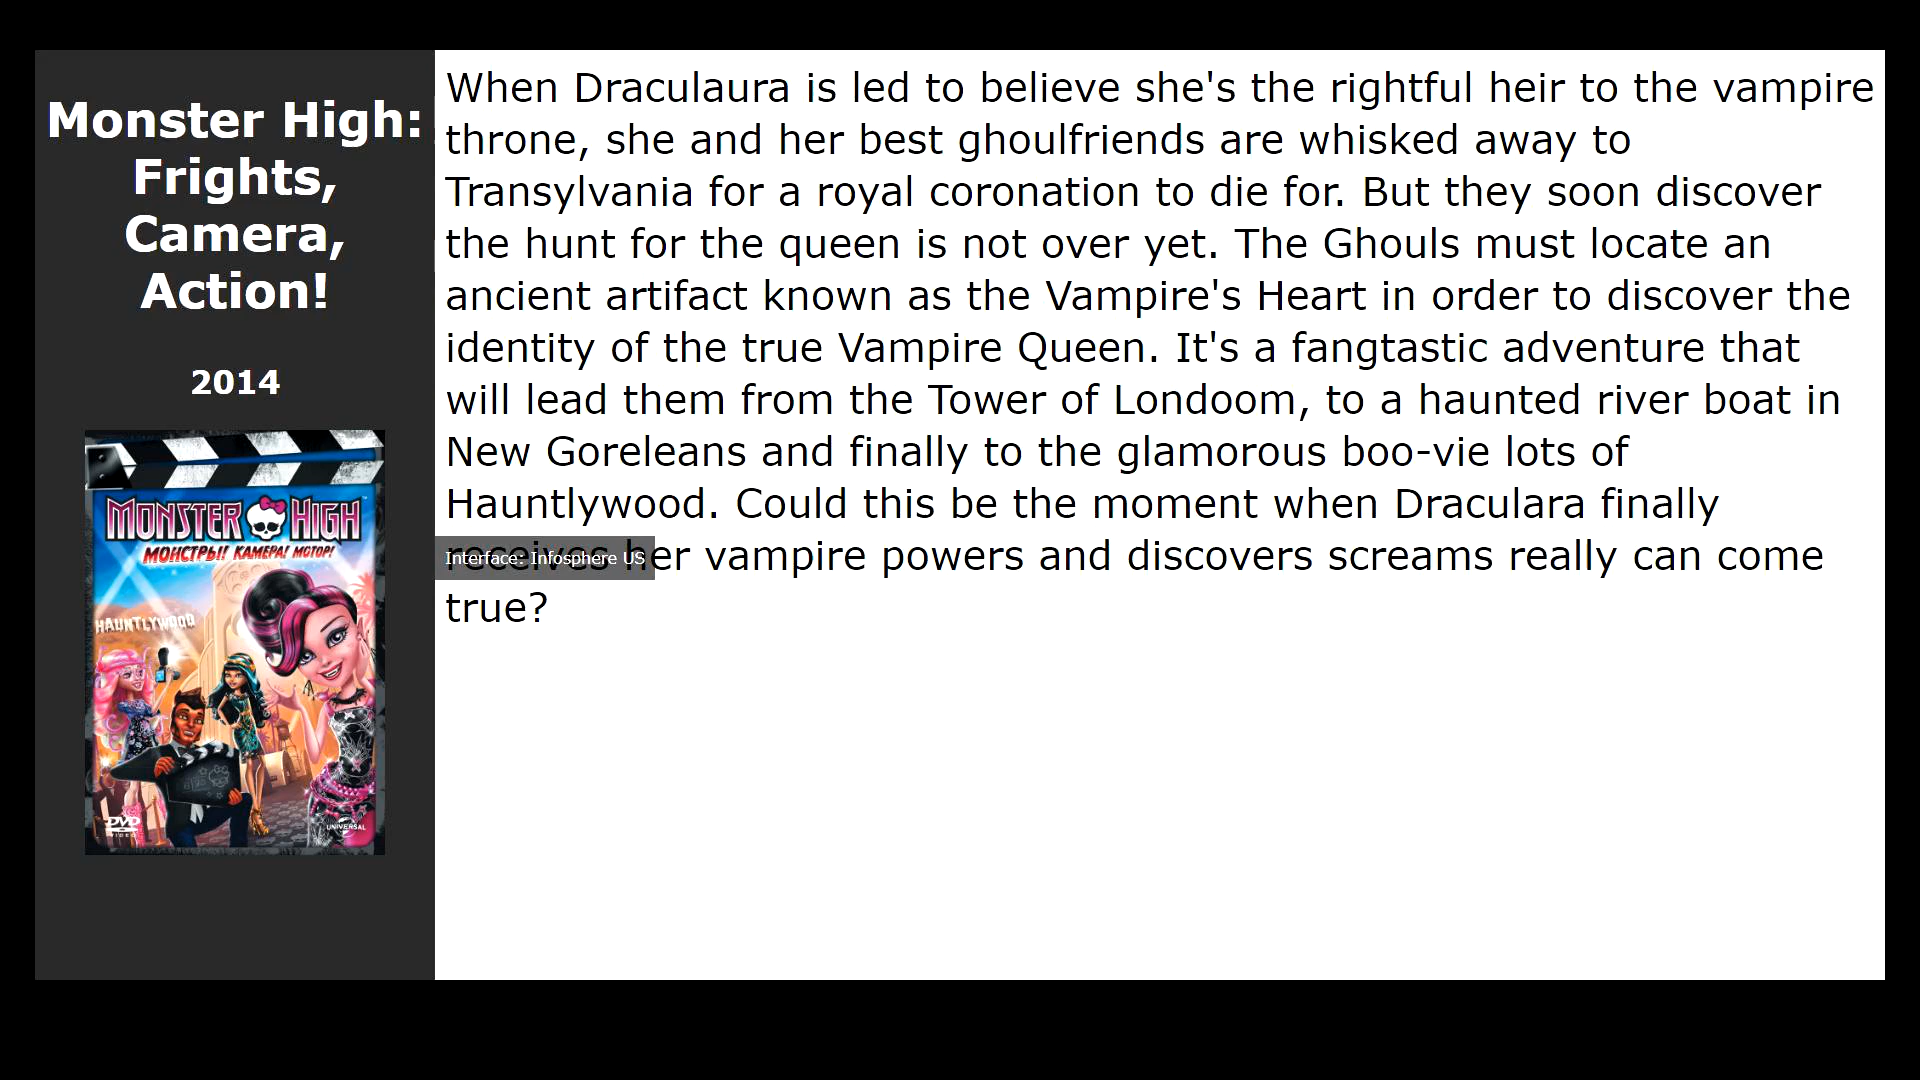 Monster High:
Frights,
Camera,
Action!
2014
MONSTER HIGH
МОНСТРЫ! КАМЕРА! МОТОР!
HAUNTLYWOOD
DVD
VIDEO
UNIVERSAL
When Draculaura is led to believe she's the rightful heir to the vampire
throne, she and her best ghoulfriends are whisked away to
Transylvania for a royal coronation to die for. But they soon discover
the hunt for the queen is not over yet. The Ghouls must locate an
ancient artifact known as the Vampire's Heart in order to discover the
identity of the true Vampire Queen. It's a fangtastic adventure that
will lead them from the Tower of Londoom, to a haunted river boat in
New Goreleans and finally to the glamorous boo-vie lots of
Hauntlywood. Could this be the moment when Draculara finally
receives her vampire powers and discovers screams really can come
true?
Interface: Infosphere US